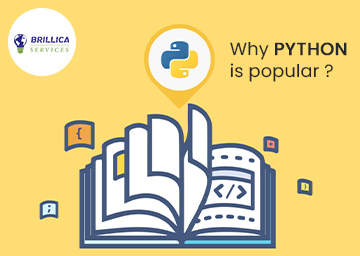 BRILLICA
SERVICES
Why PYTHON
is popular ?
{
</>
;
}